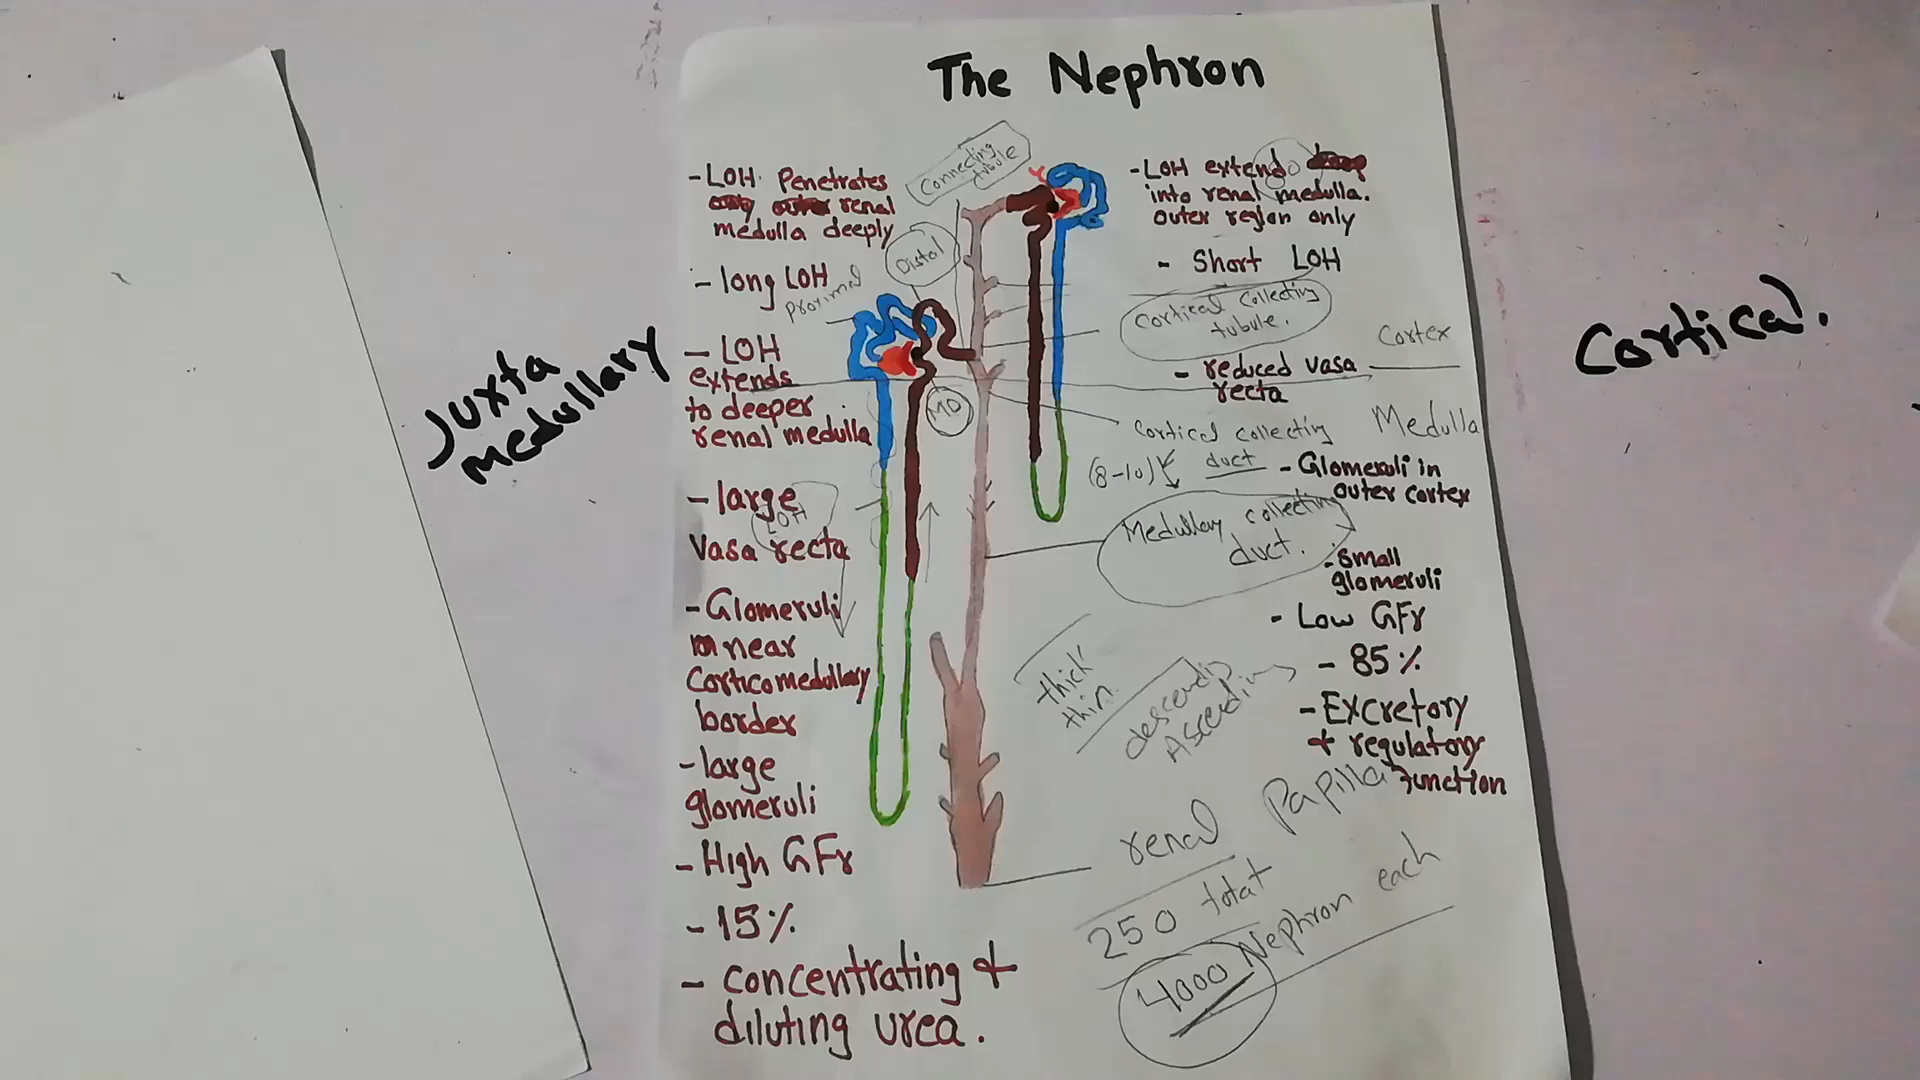 The Nephron
Juxta
medullary
Cortical.
- LOH Penetrates
renal
medulla deeply
- long LOH
- LOH
extends
to deeper
renal medulla
- large
Vasa recta
- Glomeruli
near
Corticomedullary
border
- large
glomeruli
- High GFr
- 15%
- concentrating &
diluting urea.
Connecting
tubule
Distal
Proximal
MD
LOH
- LOH extend
into renal medulla.
outer region only
- Short LOH
Cortical Collecting
tubule.
- reduced vasa
recta
Cortex
Medulla
Cortical collecting
duct
(8-10)
- Glomeruli in
outer cortex
Medullary collecting
duct.
- Small
glomeruli
- Low GFr
- 85%
- Excretory
& regulatory
function
thick
thin
descending
Ascending
renal Papilla
250 total
4000 Nephron each